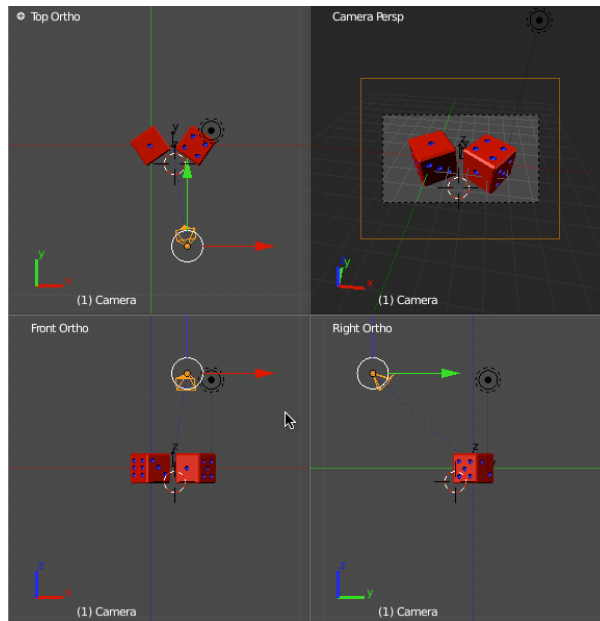 Top Ortho
y
z
y
x
(1) Camera
Camera Persp
z
y
x
(1) Camera
Front Ortho
z
z
x
(1) Camera
Right Ortho
z
z
y
(1) Camera